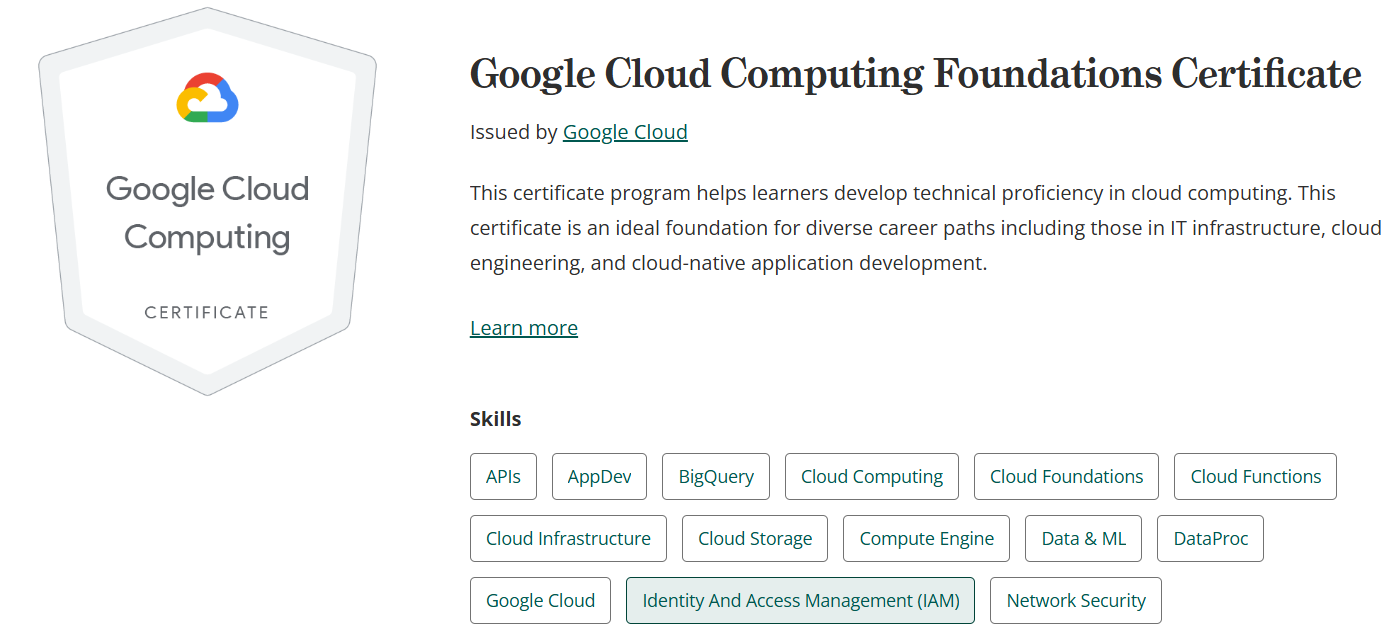 Google Cloud
Computing
CERTIFICATE
Google Cloud Computing Foundations Certificate
Issued by Google Cloud
This certificate program helps learners develop technical proficiency in cloud computing. This
certificate is an ideal foundation for diverse career paths including those in IT infrastructure, cloud
engineering, and cloud-native application development.
Learn more
Skills
APIs AppDev BigQuery Cloud Computing Cloud Foundations Cloud Functions
Cloud Infrastructure Cloud Storage Compute Engine Data & ML DataProc
Google Cloud Identity And Access Management (IAM) Network Security